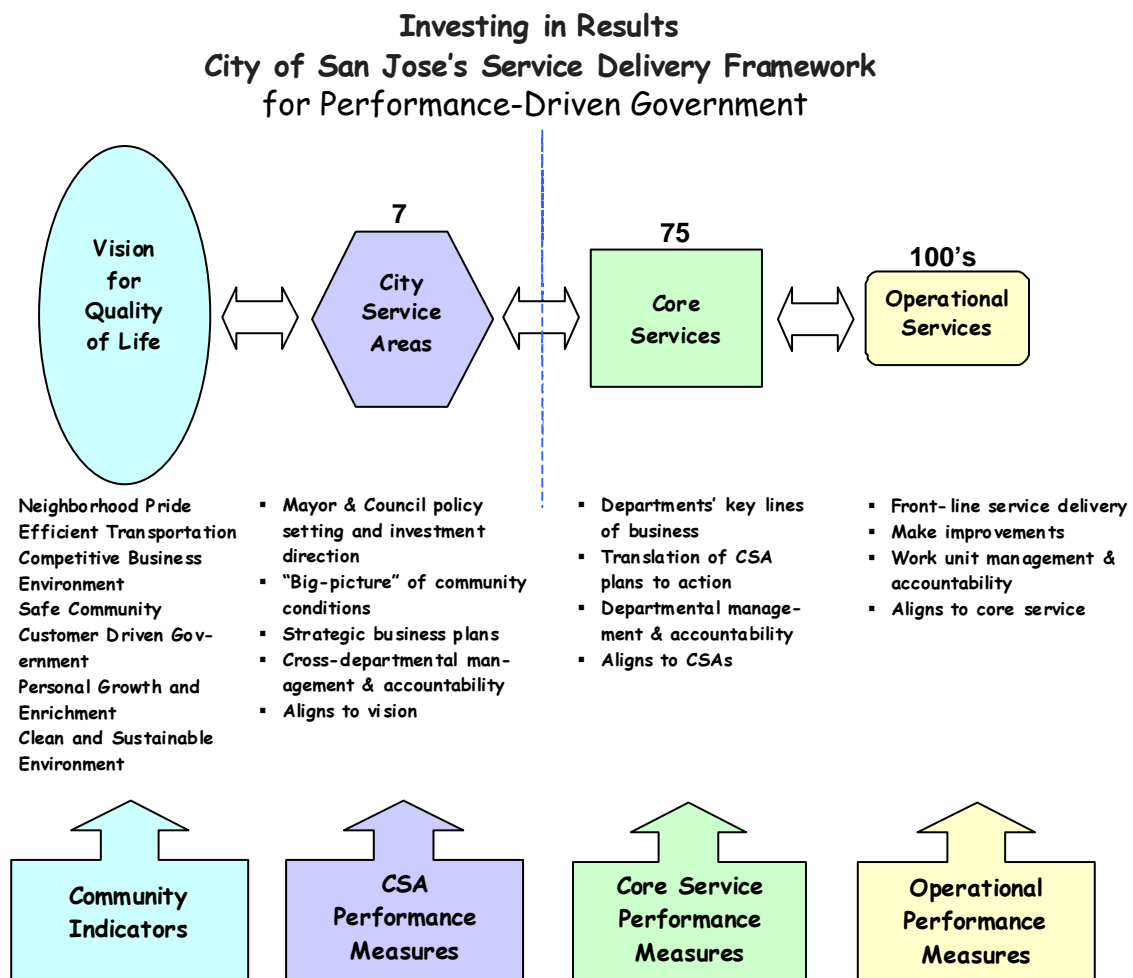 Investing in Results
City of San Jose's Service Delivery Framework
for Performance-Driven Government
Vision
for
Quality
of Life
7
City
Service
Areas
75
Core
Services
100's
Operational
Services
Neighborhood Pride
Efficient Transportation
Competitive Business
Environment
Safe Community
Customer Driven Gov-
ernment
Personal Growth and
Enrichment
Clean and Sustainable
Environment
▪ Mayor & Council policy
setting and investment
direction
▪ “Big-picture” of community
conditions
▪ Strategic business plans
▪ Cross-departmental man-
agement & accountability
▪ Aligns to vision
▪ Departments' key lines
of business
▪ Translation of CSA
plans to action
▪ Departmental manage-
ment & accountability
▪ Aligns to CSAs
▪ Front-line service delivery
▪ Make improvements
▪ Work unit management &
accountability
▪ Aligns to core service
Community
Indicators
CSA
Performance
Measures
Core Service
Performance
Measures
Operational
Performance
Measures